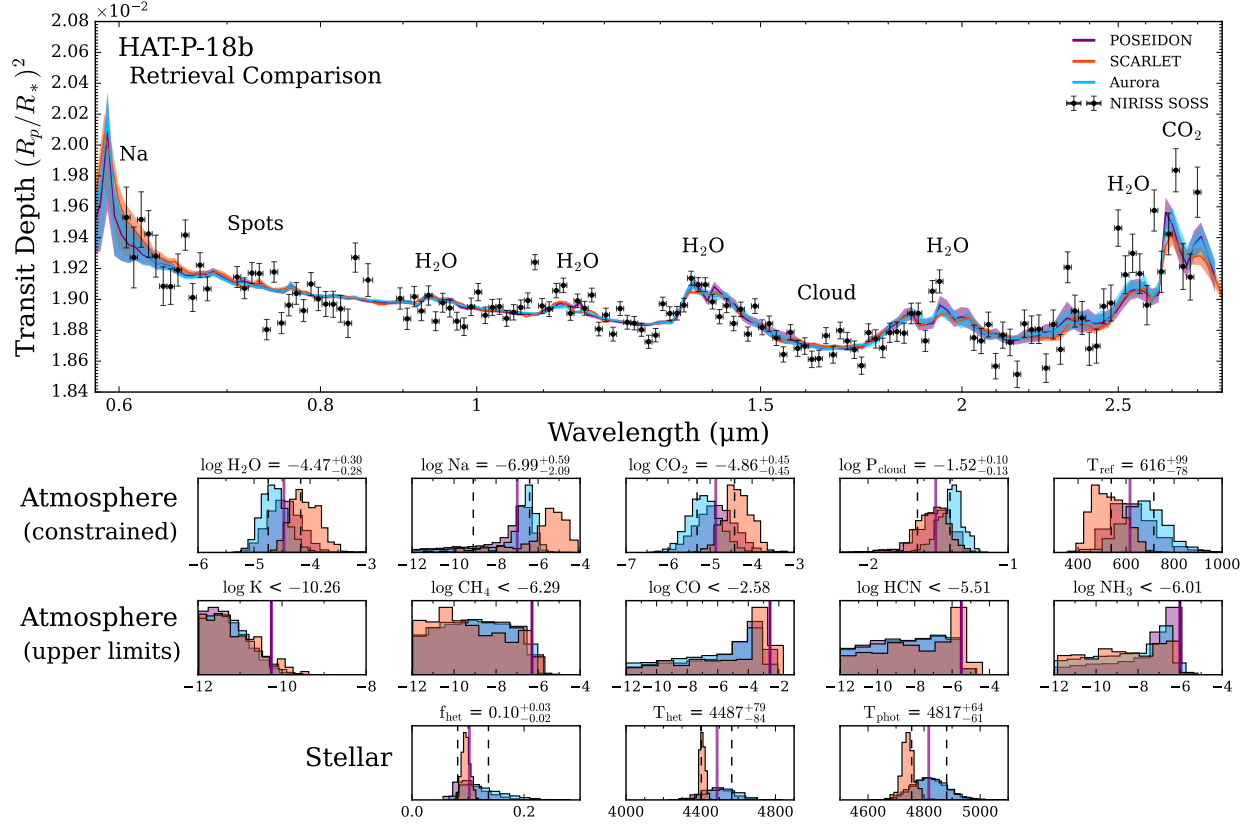 HAT-P-18b
Retrieval Comparison
POSEIDON
SCARLET
Aurora
NIRISS SOSS
Transit Depth (R_p/R_*)^2
2.08 ×10^−2
2.06
2.04
2.02
2.00
1.98
1.96
1.94
1.92
1.90
1.88
1.86
1.84
Na
Spots
H₂O
H₂O
H₂O
Cloud
H₂O
H₂O
CO₂
0.6 0.8 1 1.5 2 2.5
Wavelength (μm)
Atmosphere
(constrained)
log H₂O = −4.47 +0.30 −0.28
−6 −5 −4 −3
log Na = −6.99 +0.59 −2.09
−12 −10 −8 −6 −4
log CO₂ = −4.86 +0.45 −0.45
−7 −6 −5 −4 −3
log P_cloud = −1.52 +0.10 −0.13
−2 −1
T_ref = 616 +99 −78
400 600 800 1000
Atmosphere
(upper limits)
log K < −10.26
−12 −10 −8
log CH₄ < −6.29
−12 −10 −8 −6 −4
log CO < −2.58
−12 −10 −8 −6 −4 −2
log HCN < −5.51
−12 −10 −8 −6 −4
log NH₃ < −6.01
−12 −10 −8 −6 −4
Stellar
f_het = 0.10 +0.03 −0.02
0.0 0.2
T_het = 4487 +79 −84
4000 4400 4800
T_phot = 4817 +64 −61
4600 4800 5000